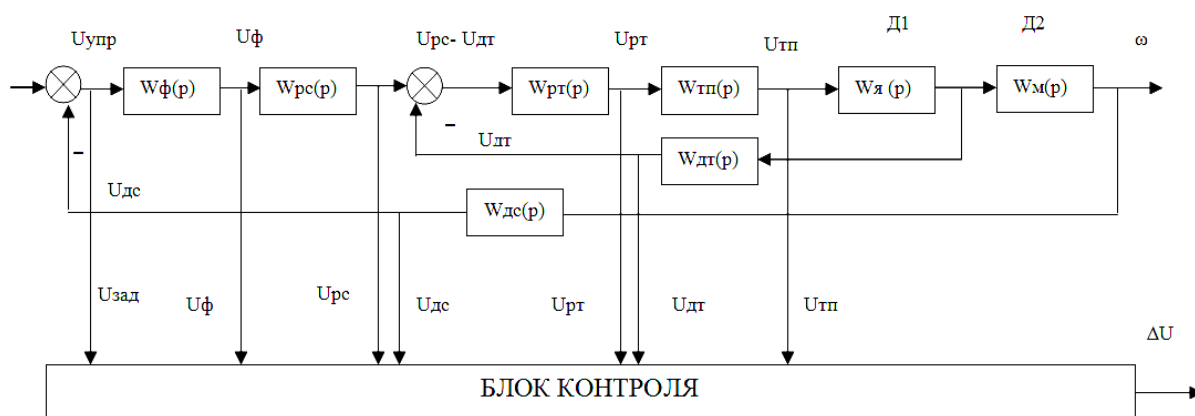 Uупр Uф Uрс- Uдт Uрт Uтп Д1 Д2 ω
Wф(р) Wрс(р) Wрт(р) Wтп(р) Wя (р) Wм(р)
–
–
Uдт
Wдт(р)
Uдс
Wдс(р)
Uзад Uф Uрс Uдс Uрт Uдт Uтп
ΔU
БЛОК КОНТРОЛЯ